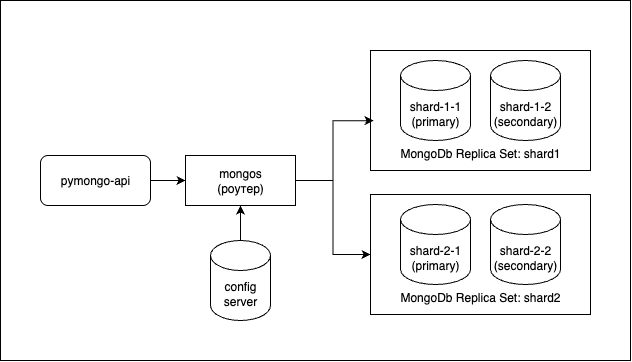 pymongo-api
mongos
(роутер)
config
server
shard-1-1
(primary)
shard-1-2
(secondary)
MongoDb Replica Set: shard1
shard-2-1
(primary)
shard-2-2
(secondary)
MongoDb Replica Set: shard2